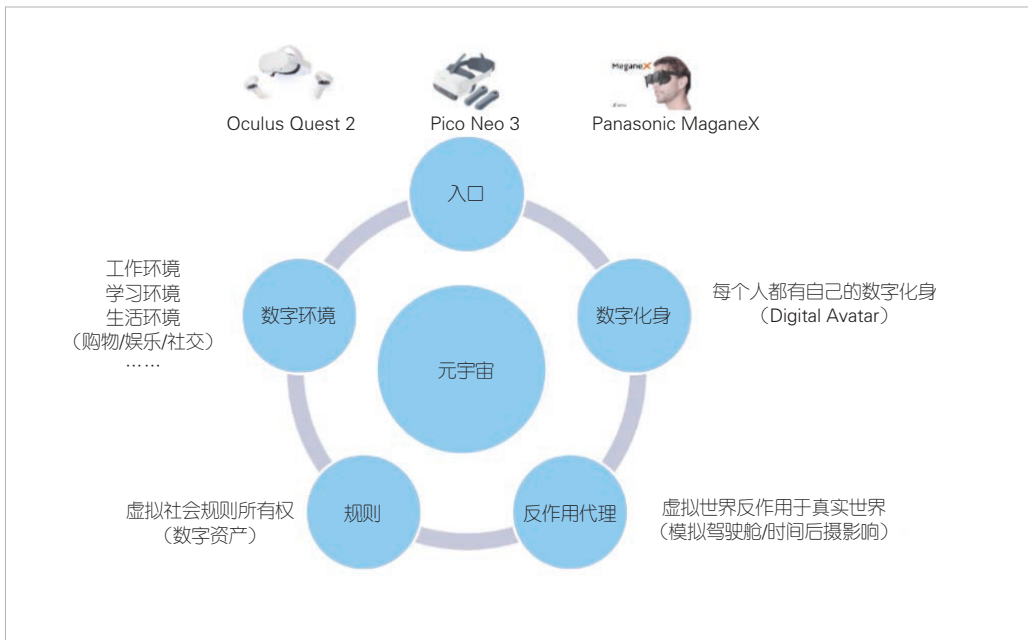 MeganeX
Oculus Quest 2
Pico Neo 3
Panasonic MaganeX
入口
工作环境
学习环境
生活环境
（购物/娱乐/社交）
……
数字环境
数字化身
每个人都有自己的数字化身
（Digital Avatar）
元宇宙
虚拟社会规则所有权
（数字资产）
规则
反作用代理
虚拟世界反作用于真实世界
（模拟驾驶舱/时间后摄影响）